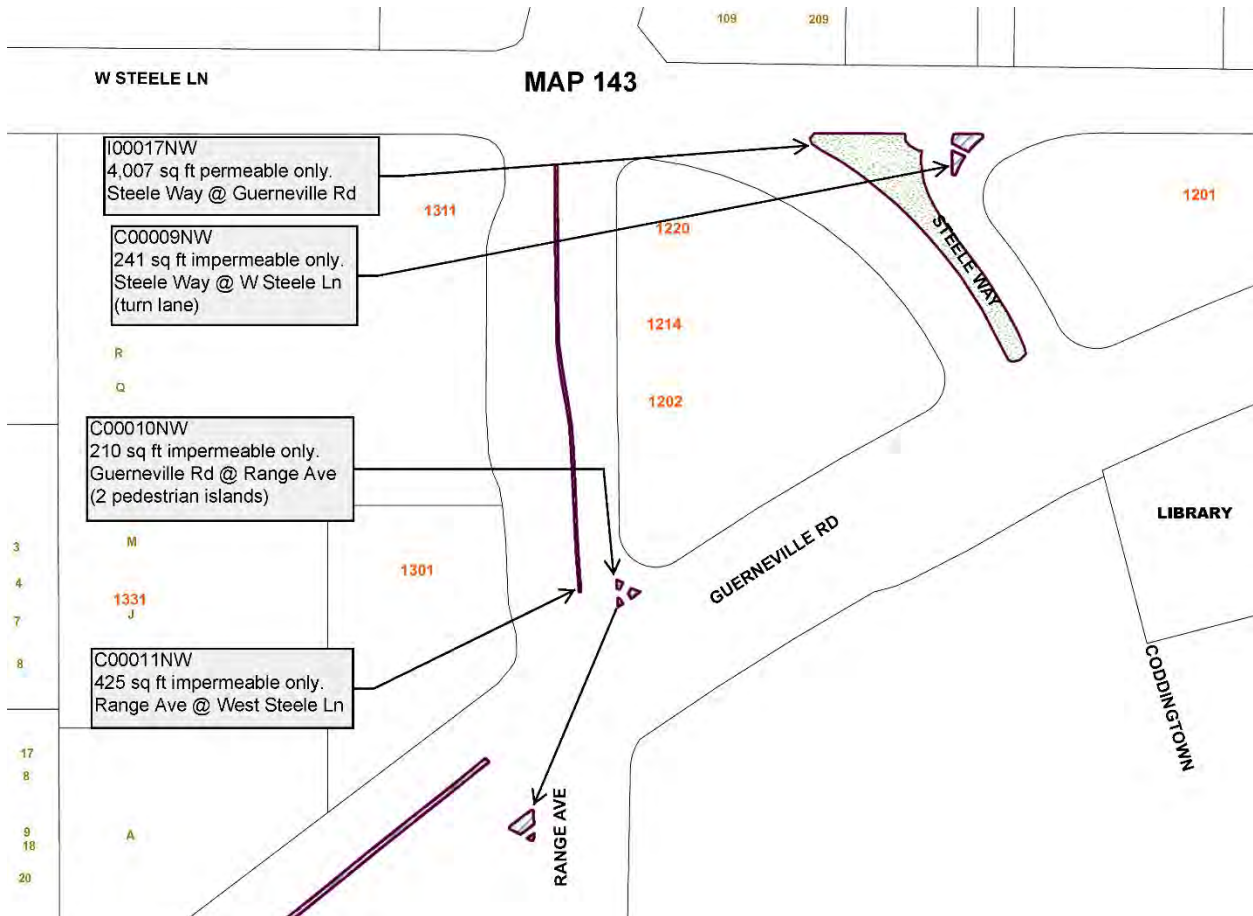 109
209
W STEELE LN
MAP 143
I00017NW
4,007 sq ft permeable only.
Steele Way @ Guerneville Rd
1311
1220
1201
C00009NW
241 sq ft impermeable only.
Steele Way @ W Steele Ln
(turn lane)
STEELE WAY
1214
R
Q
1202
C00010NW
210 sq ft impermeable only.
Guerneville Rd @ Range Ave
(2 pedestrian islands)
LIBRARY
3
M
GUERNEVILLE RD
4
1301
1331
J
7
8
C00011NW
425 sq ft impermeable only.
Range Ave @ West Steele Ln
CODDINGTOWN
17
8
RANGE AVE
9
A
18
20